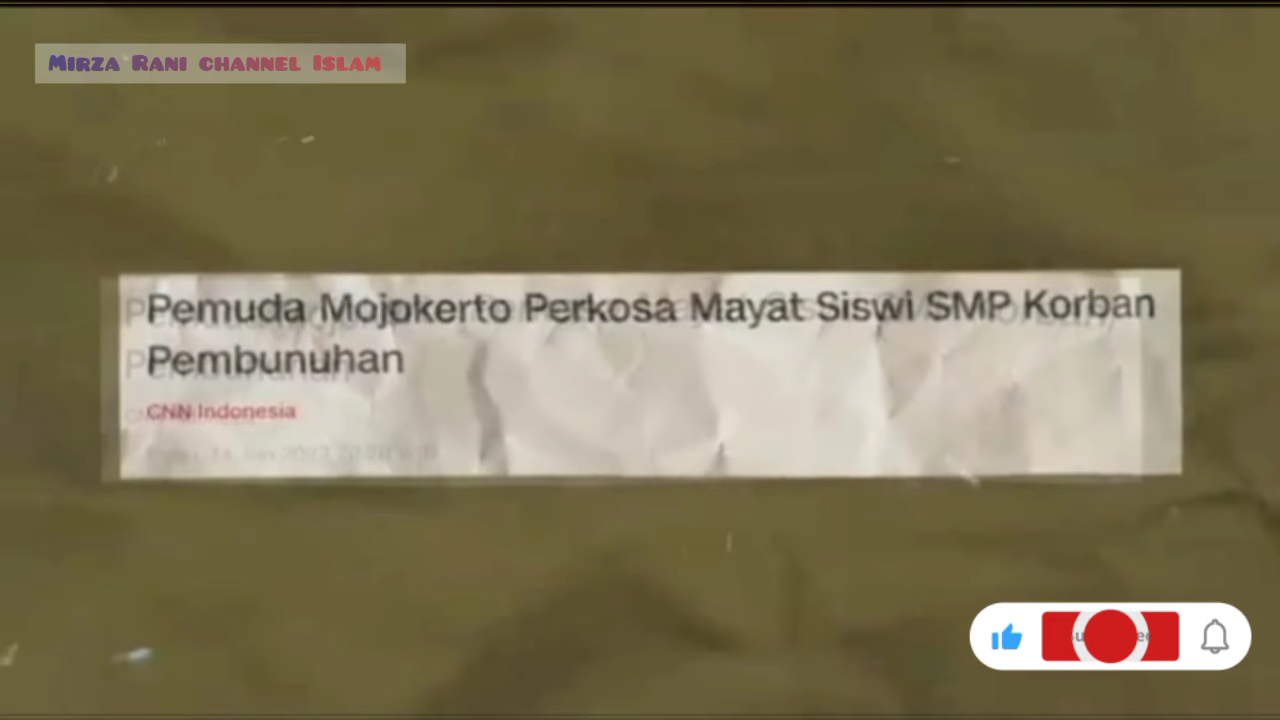 Mirza Rani channel Islam
Pemuda Mojokerto Perkosa Mayat Siswi SMP Korban
Pembunuhan
CNN Indonesia